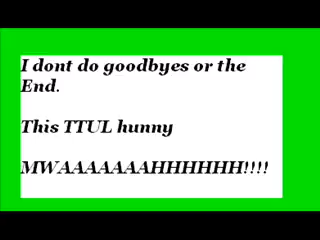 I dont do goodbyes or the
End.
This TTUL hunny
MWAAAAAAAHHHHHH!!!!